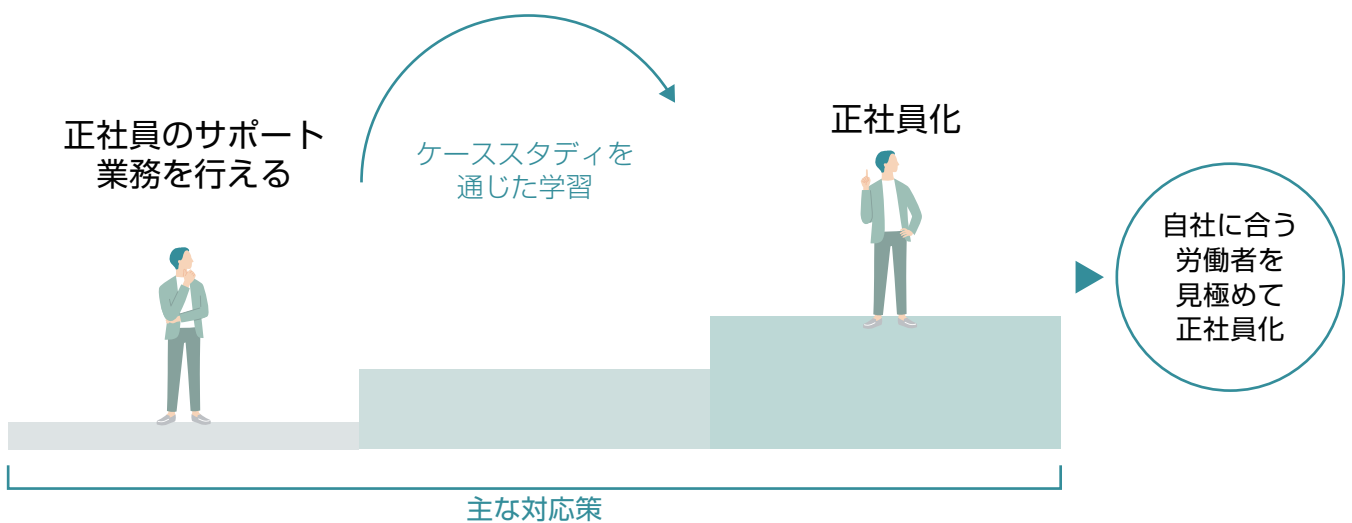 正社員のサポート
業務を行える
ケーススタディを
通じた学習
正社員化
自社に合う
労働者を
見極めて
正社員化
主な対応策